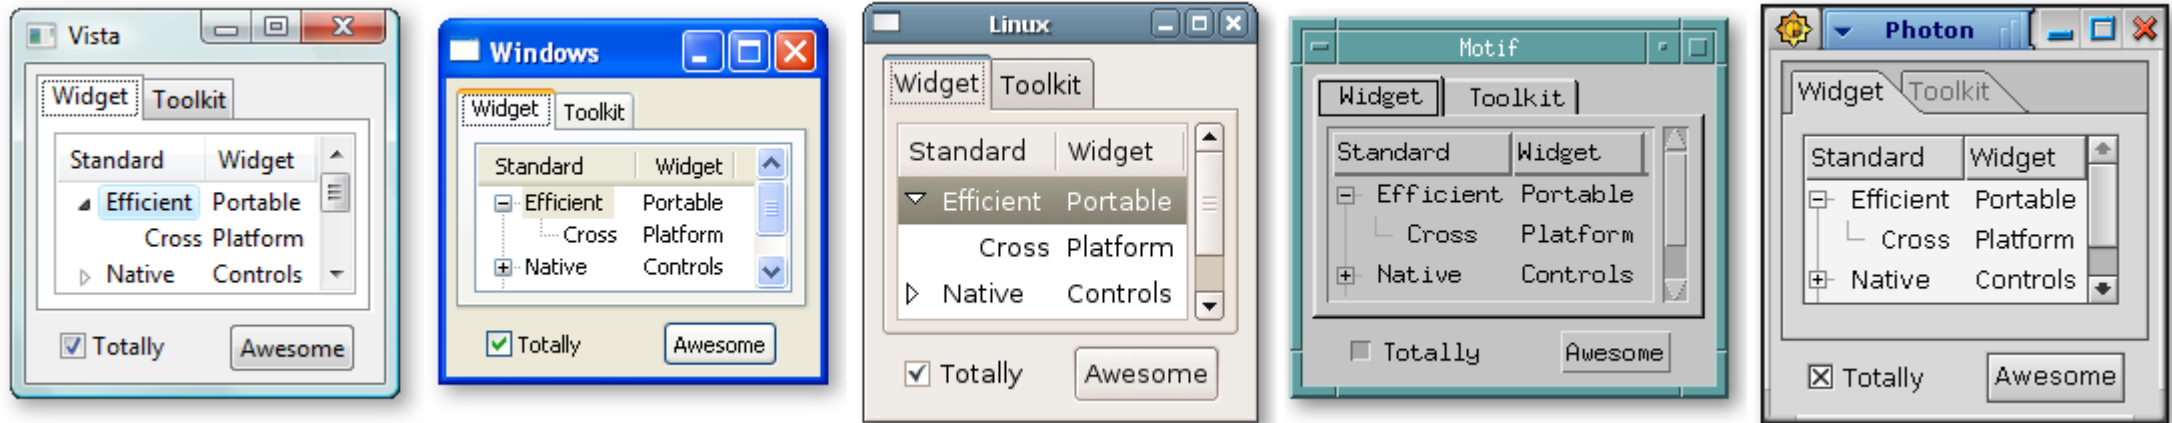 Vista
Widget Toolkit
Standard Widget
Efficient Portable
Cross Platform
Native Controls
Totally Awesome
Windows
Widget Toolkit
Standard Widget
Efficient Portable
Cross Platform
Native Controls
Totally Awesome
Linux
Widget Toolkit
Standard Widget
Efficient Portable
Cross Platform
Native Controls
Totally Awesome
Motif
Widget Toolkit
Standard Widget
Efficient Portable
Cross Platform
Native Controls
Totally Awesome
Photon
Widget Toolkit
Standard Widget
Efficient Portable
Cross Platform
Native Controls
Totally Awesome